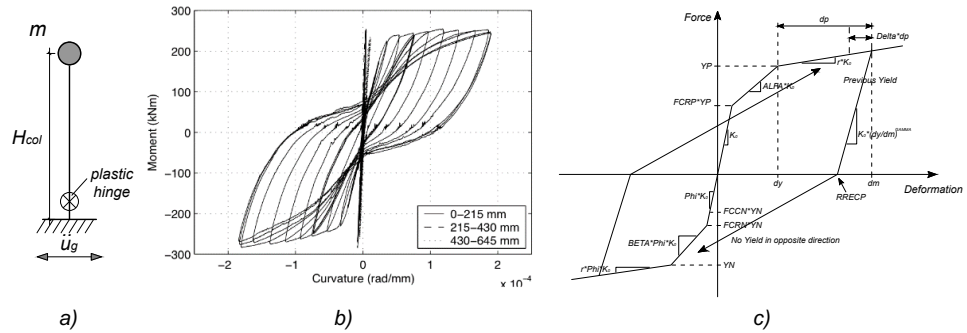 m
Hcol
plastic
hinge
üg
a)
300
200
100
0
-100
-200
-300
Moment (kNm)
−2
−1
0
1
2
x 10⁻⁴
Curvature (rad/mm)
0−215 mm
215−430 mm
430−645 mm
b)
Force
dp
Delta*dp
YP
r*K₀
ALFA*K₀
Previous Yield
FCRP*YP
K₀
K₀*(dy/dm)^GAMMA
dy
dm
Deformation
RRECP
Phi*K₀
FCCN*YN
FCRN*YN
BETA*Phi*K₀
No Yield in opposite direction
r*Phi*K₀
YN
c)